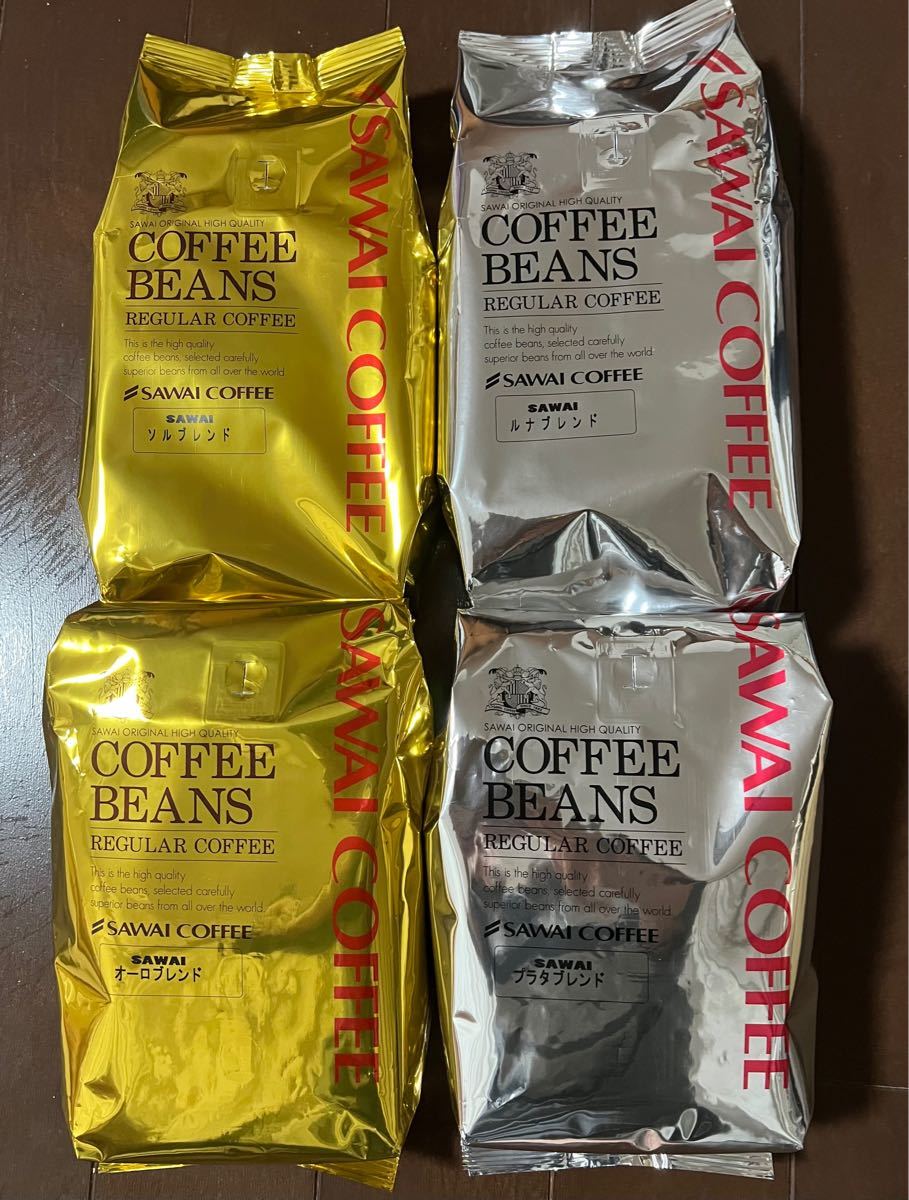 SAWAI ORIGINAL HIGH QUALITY
COFFEE
BEANS
REGULAR COFFEE
This is the high quality
coffee beans, selected carefully
superior beans from all over the world
SAWAI COFFEE
SAWAI
ソルブレンド
SAWAI COFFEE
SAWAI ORIGINAL HIGH QUALITY
COFFEE
BEANS
REGULAR COFFEE
This is the high quality
coffee beans, selected carefully
superior beans from all over the world
SAWAI COFFEE
SAWAI
ルナブレンド
SAWAI COFFEE
SAWAI ORIGINAL HIGH QUALITY
COFFEE
BEANS
REGULAR COFFEE
This is the high quality
coffee beans, selected carefully
superior beans from all over the world.
SAWAI COFFEE
SAWAI
オーロブレンド
SAWAI COFFEE
SAWAI ORIGINAL HIGH QUALITY
COFFEE
BEANS
REGULAR COFFEE
This is the high quality
coffee beans, selected carefully
superior beans from all over the world.
SAWAI COFFEE
SAWAI
プラタブレンド
SAWAI COFFEE